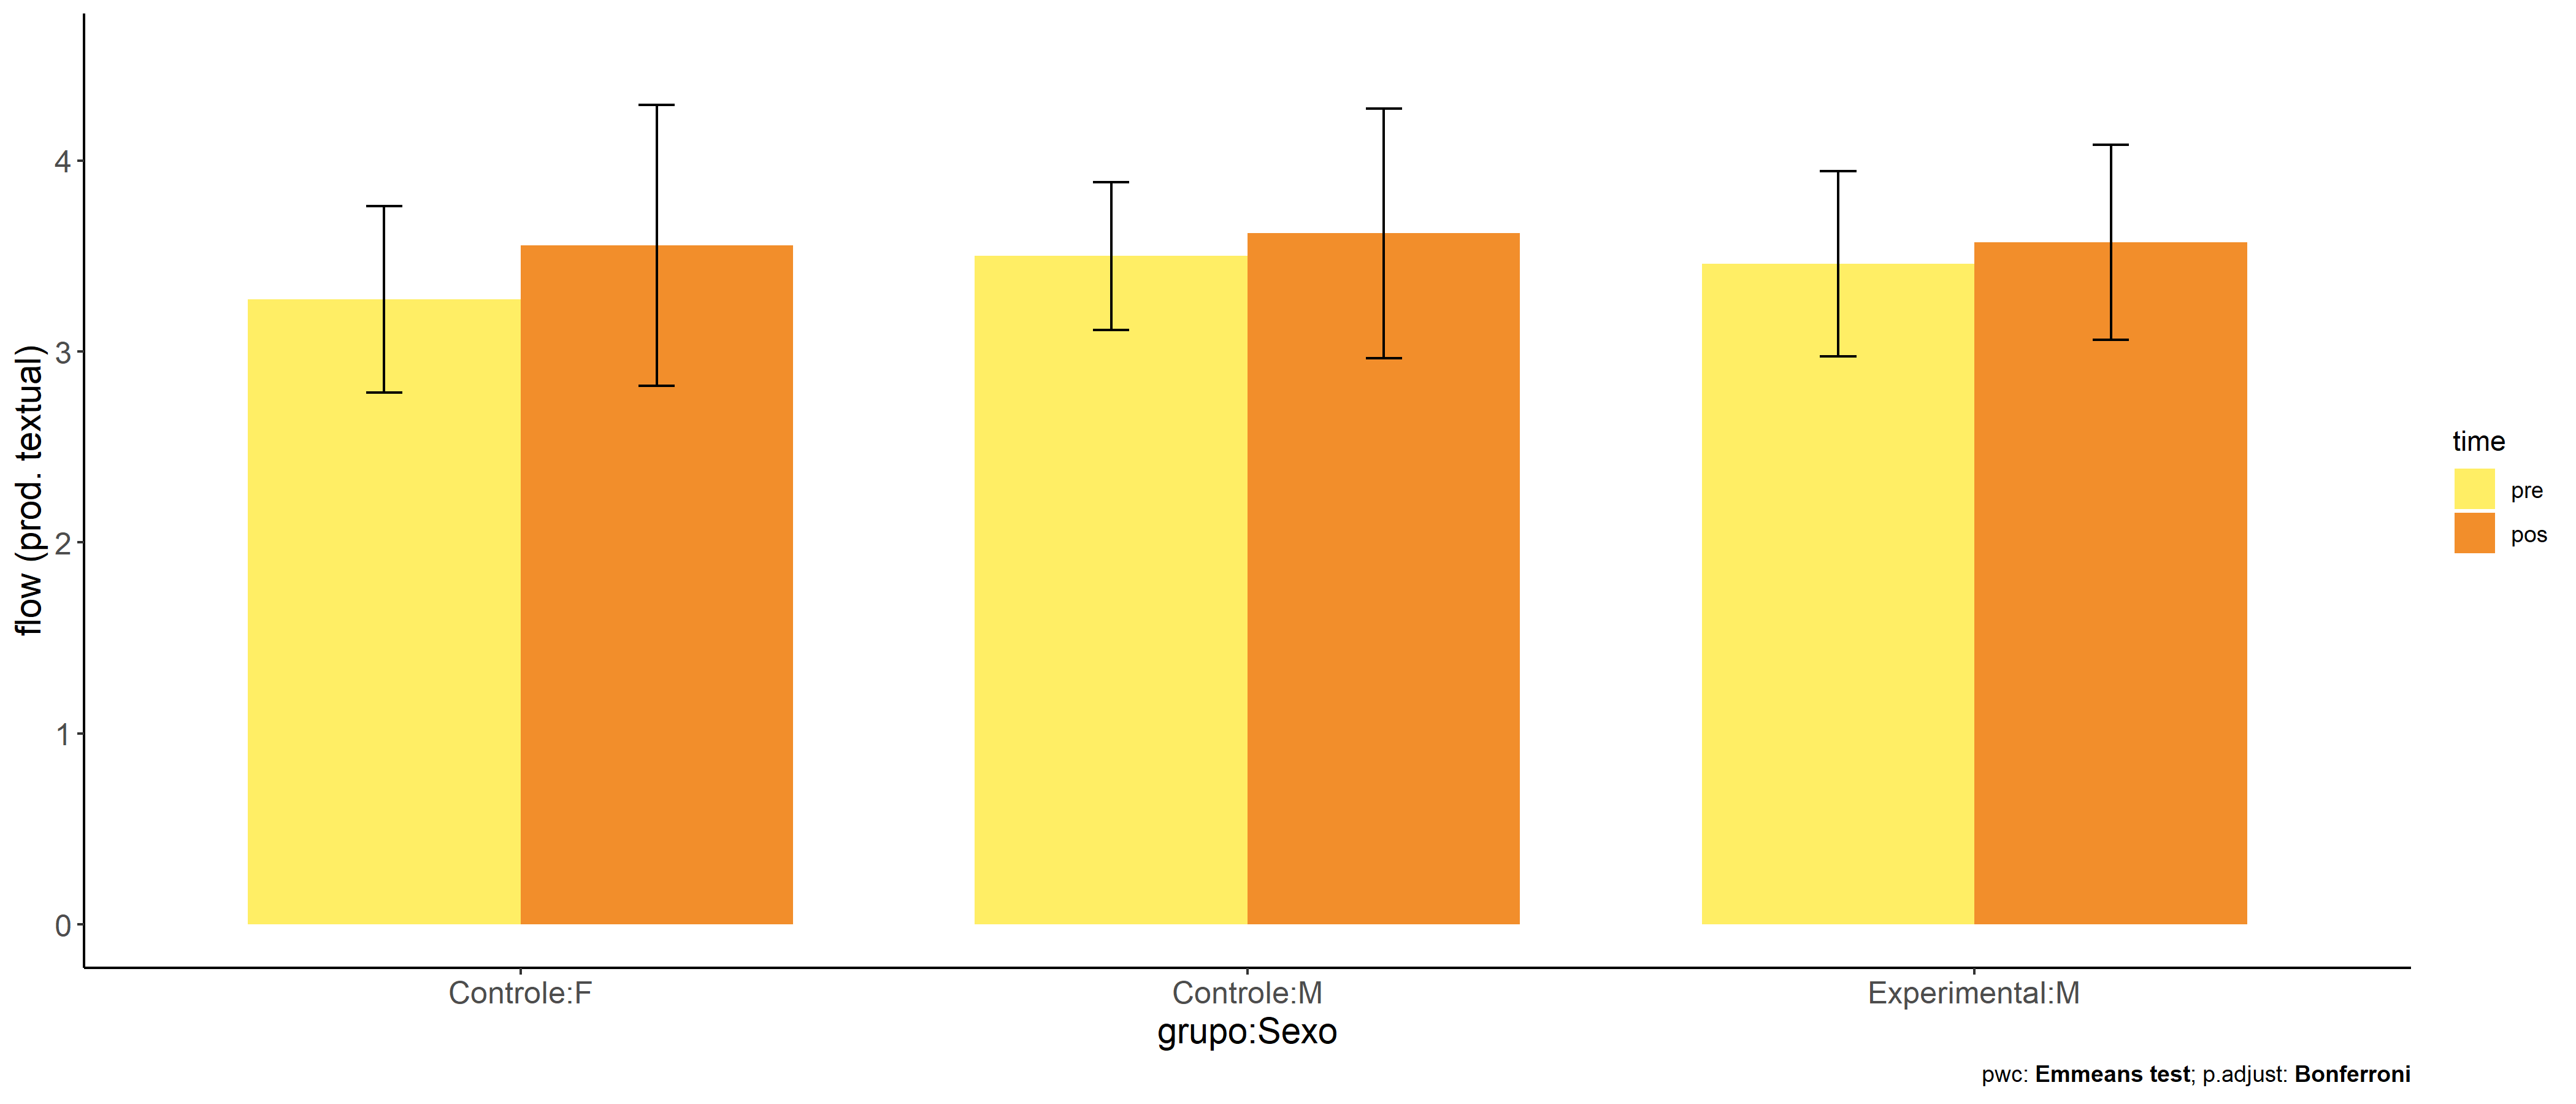 flow (prod. textual)
4
3
2
1
0
Controle:F
Controle:M
Experimental:M
grupo:Sexo
time
pre
pos
pwc: Emmeans test; p.adjust: Bonferroni